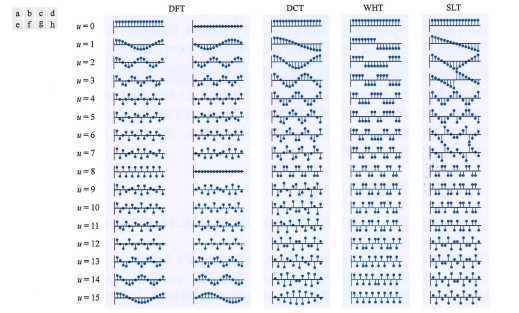 a b c d
e f g h
DFT DCT WHT SLT
u = 0
u = 1
u = 2
u = 3
u = 4
u = 5
u = 6
u = 7
u = 8
u = 9
u = 10
u = 11
u = 12
u = 13
u = 14
u = 15